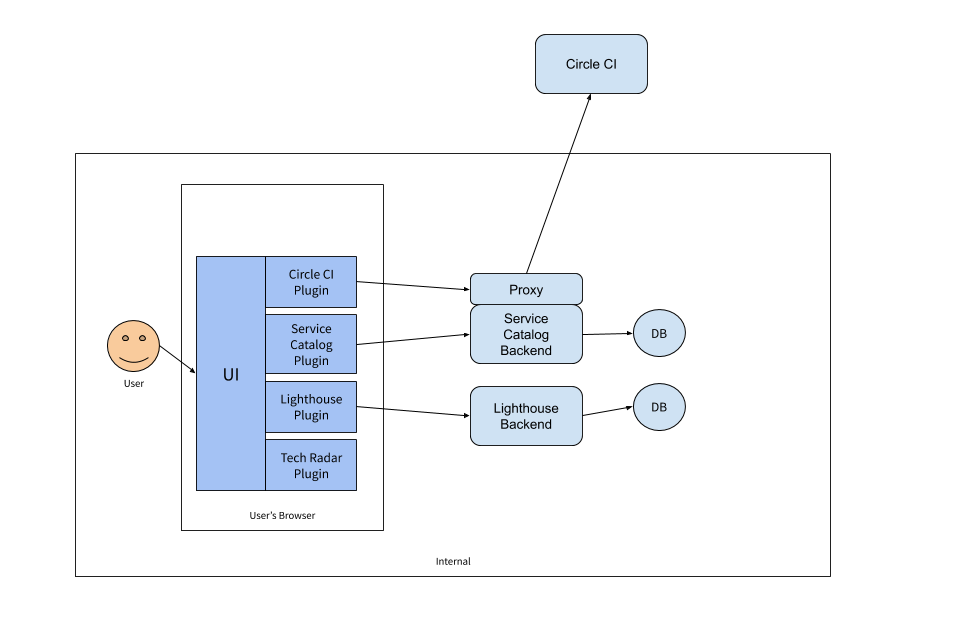 Circle CI
Circle CI
Plugin
Proxy
Service
Catalog
Plugin
Service
Catalog
Backend
DB
User
UI
Lighthouse
Plugin
Lighthouse
Backend
DB
Tech Radar
Plugin
User's Browser
Internal